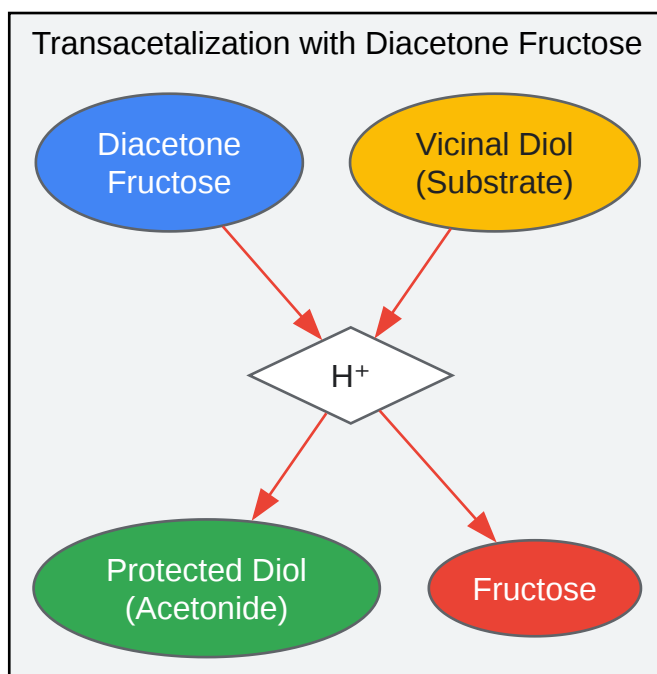 Transacetalization with Diacetone Fructose
Diacetone
Fructose
Vicinal Diol
(Substrate)
H⁺
Protected Diol
(Acetonide)
Fructose